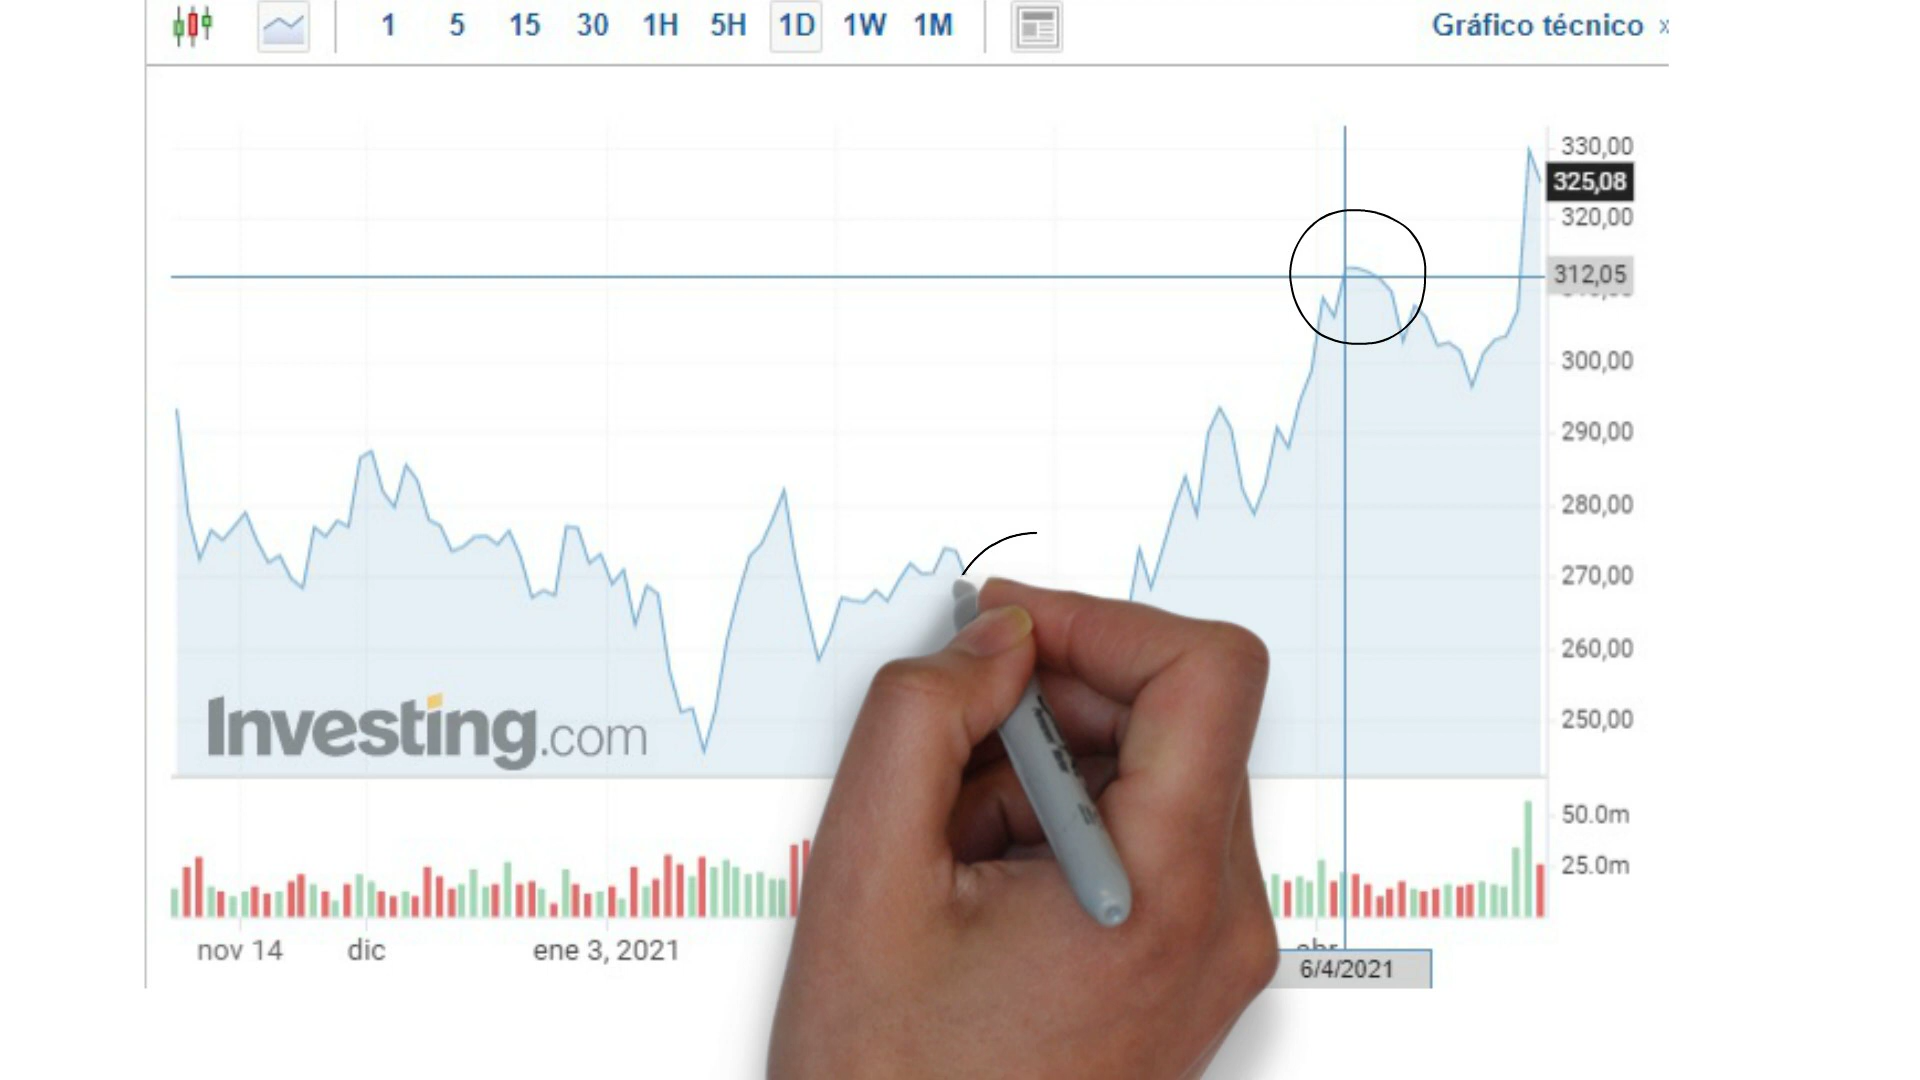 1 5 15 30 1H 5H 1D 1W 1M
Gráfico técnico »
330,00
325,08
320,00
312,05
300,00
290,00
280,00
270,00
260,00
250,00
Investing.com
50.0m
25.0m
nov 14 dic ene 3, 2021 abr
6/4/2021